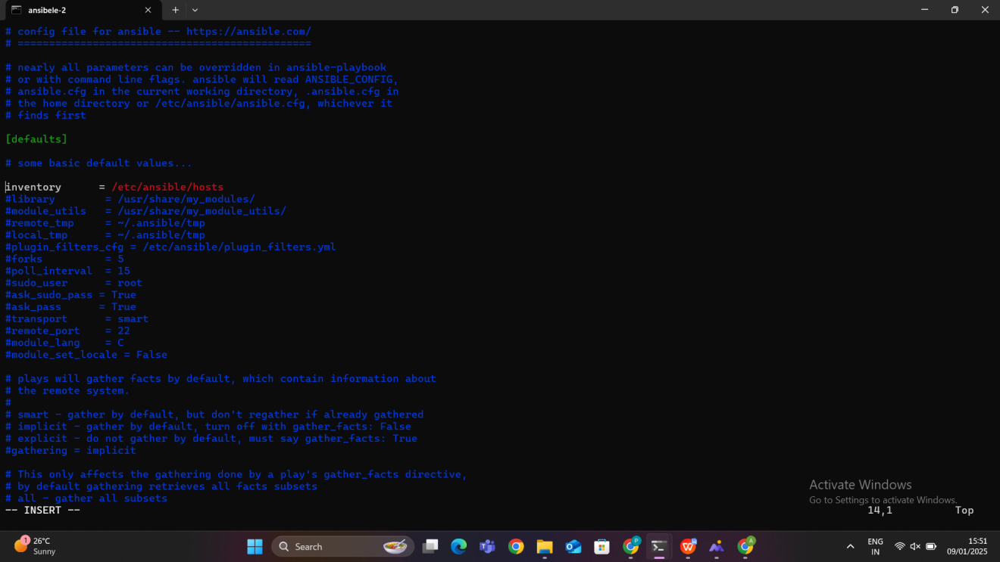 ansibele-2
# config file for ansible -- https://ansible.com/
# ===============================================
# nearly all parameters can be overridden in ansible-playbook
# or with command line flags. ansible will read ANSIBLE_CONFIG,
# ansible.cfg in the current working directory, .ansible.cfg in
# the home directory or /etc/ansible/ansible.cfg, whichever it
# finds first
[defaults]
# some basic default values...
inventory      = /etc/ansible/hosts
#library        = /usr/share/my_modules/
#module_utils   = /usr/share/my_module_utils/
#remote_tmp     = ~/.ansible/tmp
#local_tmp      = ~/.ansible/tmp
#plugin_filters_cfg = /etc/ansible/plugin_filters.yml
#forks          = 5
#poll_interval  = 15
#sudo_user      = root
#ask_sudo_pass = True
#ask_pass      = True
#transport      = smart
#remote_port    = 22
#module_lang    = C
#module_set_locale = False
# plays will gather facts by default, which contain information about
# the remote system.
#
# smart - gather by default, but don't regather if already gathered
# implicit - gather by default, turn off with gather_facts: False
# explicit - do not gather by default, must say gather_facts: True
#gathering = implicit
# This only affects the gathering done by a play's gather_facts directive,
# by default gathering retrieves all facts subsets
# all - gather all subsets
-- INSERT --
14,1
Top
Activate Windows
Go to Settings to activate Windows.
1
26°C
Sunny
Search
P
A
ENG
IN
15:51
09/01/2025